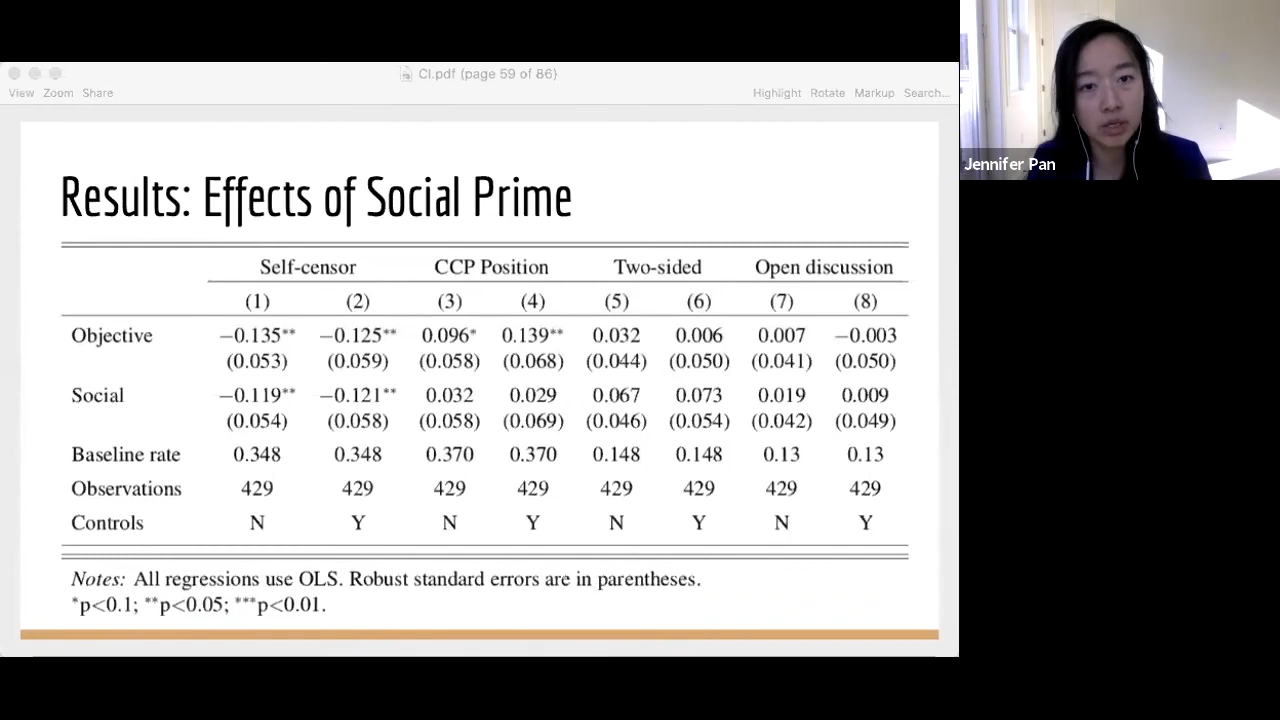 CI.pdf (page 59 of 86)
View Zoom Share Highlight Rotate Markup Search...
Jennifer Pan
Results: Effects of Social Prime
Self-censor CCP Position Two-sided Open discussion
(1) (2) (3) (4) (5) (6) (7) (8)
Objective −0.135** −0.125** 0.096* 0.139** 0.032 0.006 0.007 −0.003
(0.053) (0.059) (0.058) (0.068) (0.044) (0.050) (0.041) (0.050)
Social −0.119** −0.121** 0.032 0.029 0.067 0.073 0.019 0.009
(0.054) (0.058) (0.058) (0.069) (0.046) (0.054) (0.042) (0.049)
Baseline rate 0.348 0.348 0.370 0.370 0.148 0.148 0.13 0.13
Observations 429 429 429 429 429 429 429 429
Controls N Y N Y N Y N Y
Notes: All regressions use OLS. Robust standard errors are in parentheses.
*p<0.1; **p<0.05; ***p<0.01.